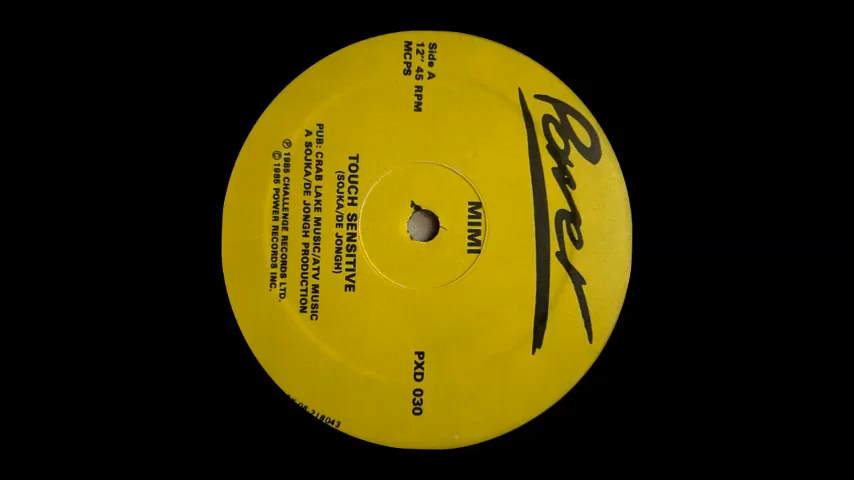 Power
Side A
12" 45 RPM
MCPS
MIMI
PXD 030
TOUCH SENSITIVE
(SOJKA/DE JONGH)
PUB: CRAB LAKE MUSIC/ATV MUSIC
A SOJKA/DE JONGH PRODUCTION
℗ 1985 CHALLENGE RECORDS LTD.
© 1985 POWER RECORDS INC.
218043